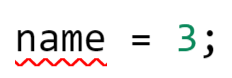 name = 3;